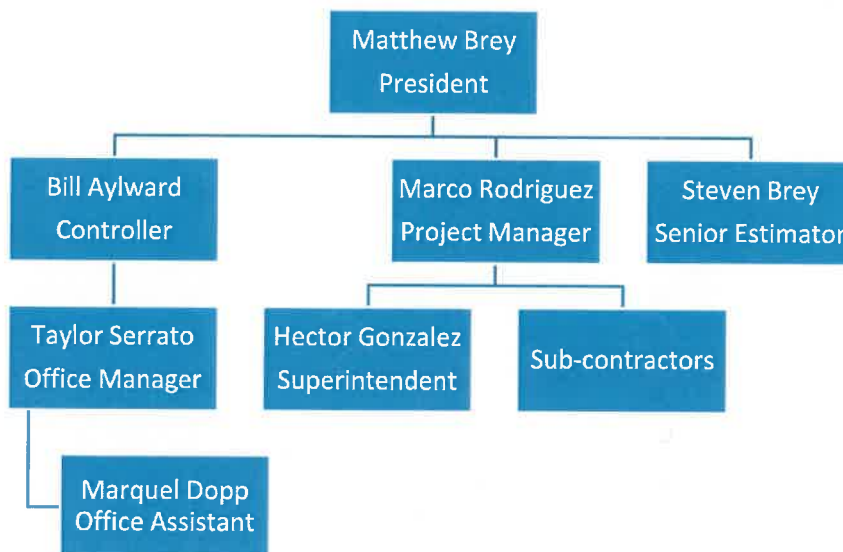 Matthew Brey
President
Bill Aylward
Controller
Marco Rodriguez
Project Manager
Steven Brey
Senior Estimator
Taylor Serrato
Office Manager
Hector Gonzalez
Superintendent
Sub-contractors
Marquel Dopp
Office Assistant